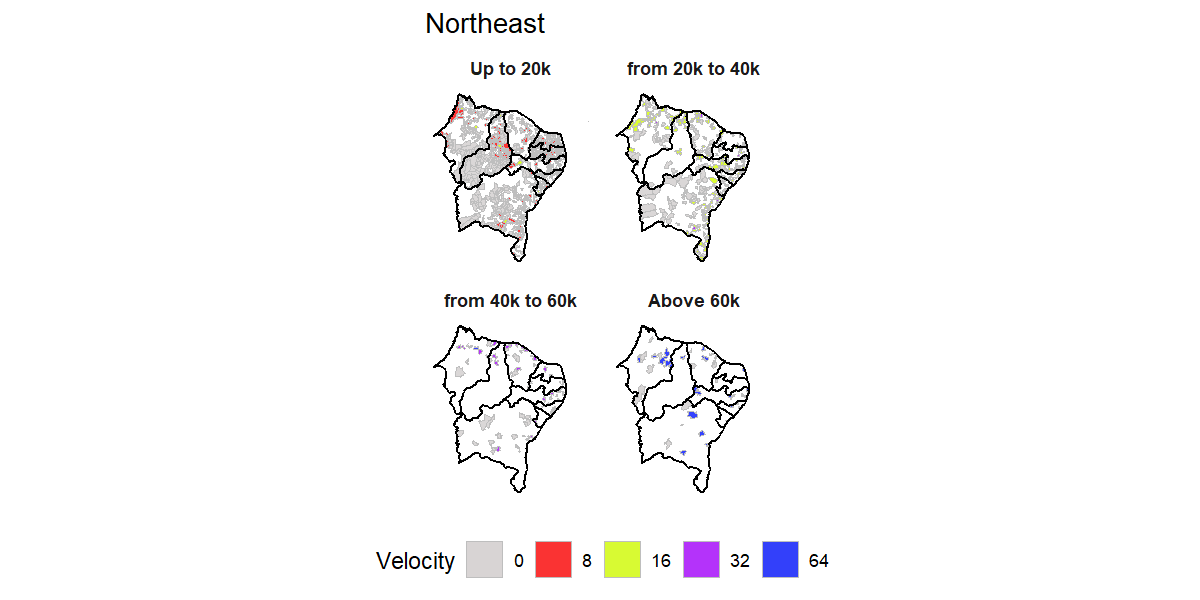 Northeast
Up to 20k
from 20k to 40k
from 40k to 60k
Above 60k
Velocity 0 8 16 32 64